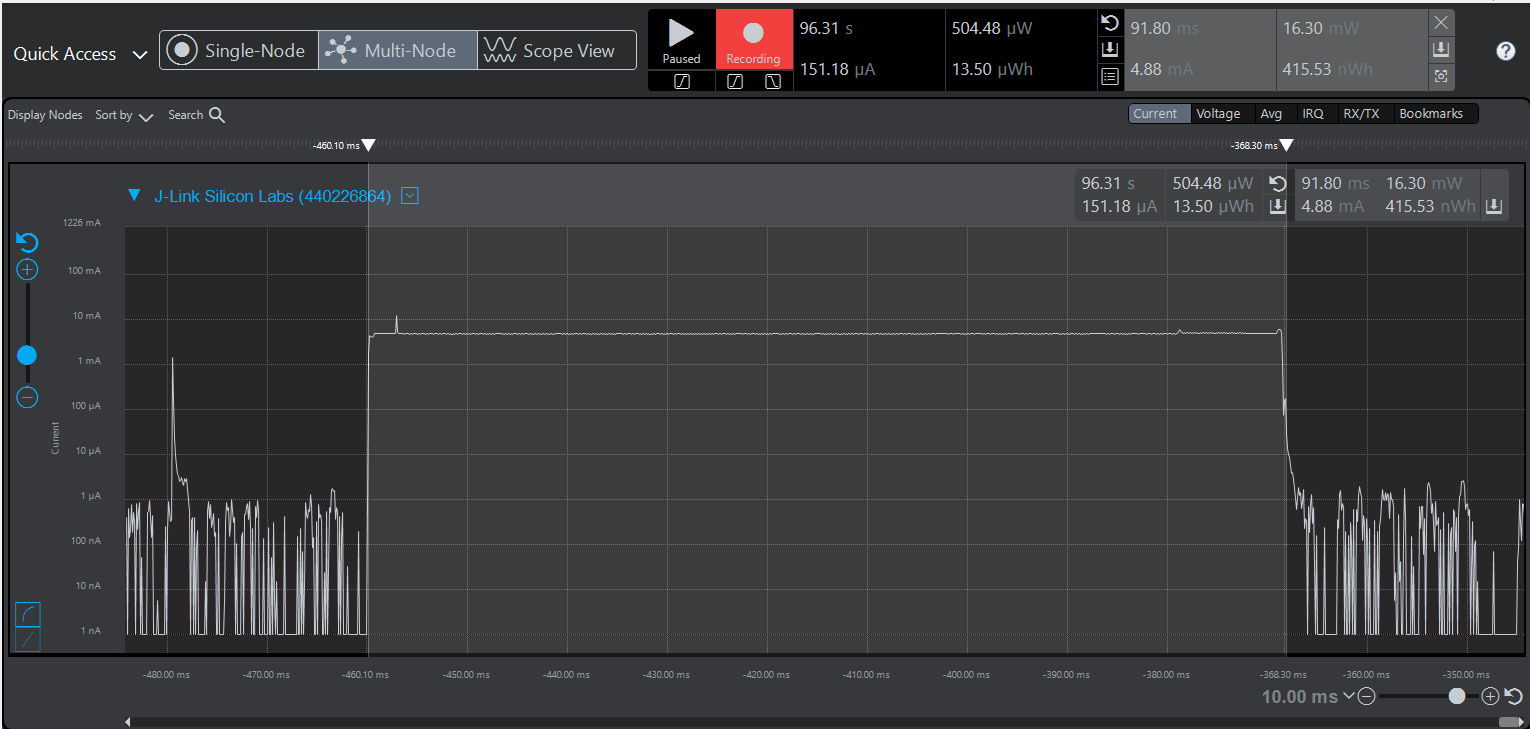 Quick Access
Single-Node
Multi-Node
Scope View
Paused
Recording
96.31 s
151.18 µA
504.48 µW
13.50 µWh
91.80 ms
4.88 mA
16.30 mW
415.53 nWh
?
Display Nodes Sort by Search
Current Voltage Avg IRQ RX/TX Bookmarks
-460.10 ms
-368.30 ms
J-Link Silicon Labs (440226864)
96.31 s 504.48 µW 91.80 ms 16.30 mW
151.18 µA 13.50 µWh 4.88 mA 415.53 nWh
1226 mA
100 mA
10 mA
1 mA
100 µA
10 µA
1 µA
100 nA
10 nA
1 nA
Current
-480.00 ms -470.00 ms -460.10 ms -450.00 ms -440.00 ms -430.00 ms -420.00 ms -410.00 ms -400.00 ms -390.00 ms -380.00 ms -368.30 ms -360.00 ms -350.00 ms
10.00 ms